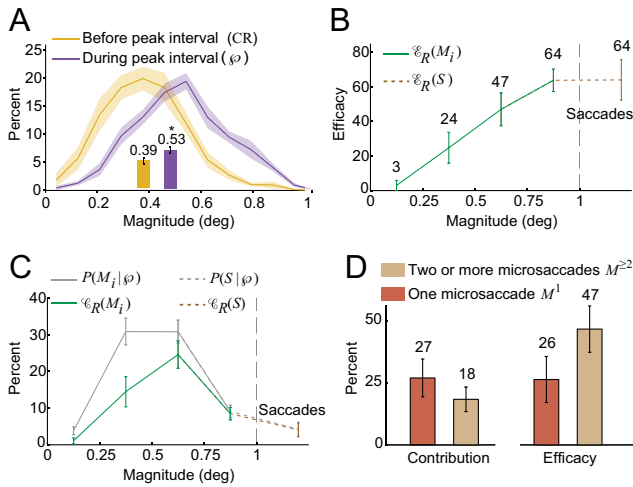 A
Before peak interval (CR)
During peak interval (℘)
Percent
25
20
15
10
5
0
0.39
*
0.53
0 0.2 0.4 0.6 0.8 1
Magnitude (deg)
B
ℰR(Mi)
ℰR(S)
Efficacy
80
60
40
20
0
3
24
47
64
64
Saccades
0 0.25 0.5 0.75 1
Magnitude (deg)
C
P(Mi|℘)
P(S|℘)
𝒞R(Mi)
𝒞R(S)
Percent
40
30
20
10
0
Saccades
0 0.25 0.5 0.75 1
Magnitude (deg)
D
Two or more microsaccades M≥2
One microsaccade M1
Percent
50
25
0
27
18
26
47
Contribution
Efficacy